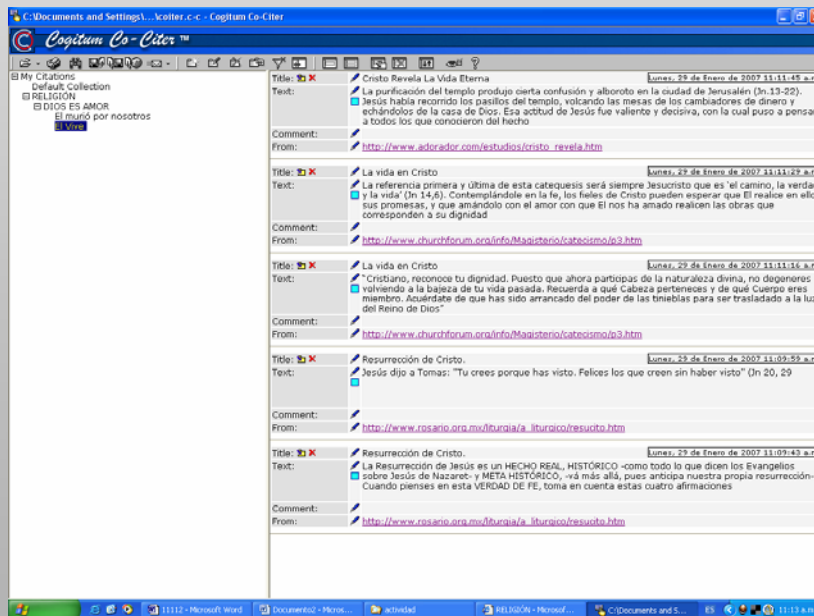 C:\Documents and Settings\...\coiter.c-c - Cogitum Co-Citer
Cogitum Co-Citer ™
My Citations
Default Collection
RELIGIÓN
DIOS ES AMOR
El murió por nosotros
El Vive
Title: Cristo Revela La Vida Eterna Lunes, 29 de Enero de 2007 11:11:45 a.m
Text: La purificación del templo produjo cierta confusión y alboroto en la ciudad de Jerusalén (Jn.13-22).
Jesús había recorrido los pasillos del templo, volcando las mesas de los cambiadores de dinero y
echándolos de la casa de Dios. Esa actitud de Jesús fue valiente y decisiva, con la cual puso a pensar
a todos los que conocieron del hecho
Comment:
From: http://www.adorador.com/estudios/cristo_revela.htm
Title: La vida en Cristo Lunes, 29 de Enero de 2007 11:11:29 a.m
Text: La referencia primera y última de esta catequesis será siempre Jesucristo que es 'el camino, la verdad
y la vida' (Jn 14,6). Contemplándole en la fe, los fieles de Cristo pueden esperar que El realice en ello
sus promesas, y que amándolo con el amor con que El nos ha amado realicen las obras que
corresponden a su dignidad
Comment:
From: http://www.churchforum.org/info/Magisterio/catecismo/p3.htm
Title: La vida en Cristo Lunes, 29 de Enero de 2007 11:11:16 a.m
Text: "Cristiano, reconoce tu dignidad. Puesto que ahora participas de la naturaleza divina, no degeneres
volviendo a la bajeza de tu vida pasada. Recuerda a qué Cabeza perteneces y de qué Cuerpo eres
miembro. Acuérdate de que has sido arrancado del poder de las tinieblas para ser trasladado a la luz
del Reino de Dios"
Comment:
From: http://www.churchforum.org/info/Magisterio/catecismo/p3.htm
Title: Resurrección de Cristo. Lunes, 29 de Enero de 2007 11:09:59 a.m
Text: Jesús dijo a Tomas: "Tu crees porque has visto. Felices los que creen sin haber visto" (Jn 20, 29
Comment:
From: http://www.rosario.org.mx/liturgia/a_liturgico/resucito.htm
Title: Resurrección de Cristo. Lunes, 29 de Enero de 2007 11:09:43 a.m
Text: La Resurrección de Jesús es un HECHO REAL, HISTÓRICO -como todo lo que dicen los Evangelios
sobre Jesús de Nazaret- y META HISTÓRICO, -vá más allá, pues anticipa nuestra propia resurrección-
Cuando pienses en esta VERDAD DE FE, toma en cuenta estas cuatro afirmaciones
Comment:
From: http://www.rosario.org.mx/liturgia/a_liturgico/resucito.htm
11112 - Microsoft Word Documento2 - Micros... actividad RELIGIÓN - Microsof... C:\Documents and S... ES 11:13 a.m